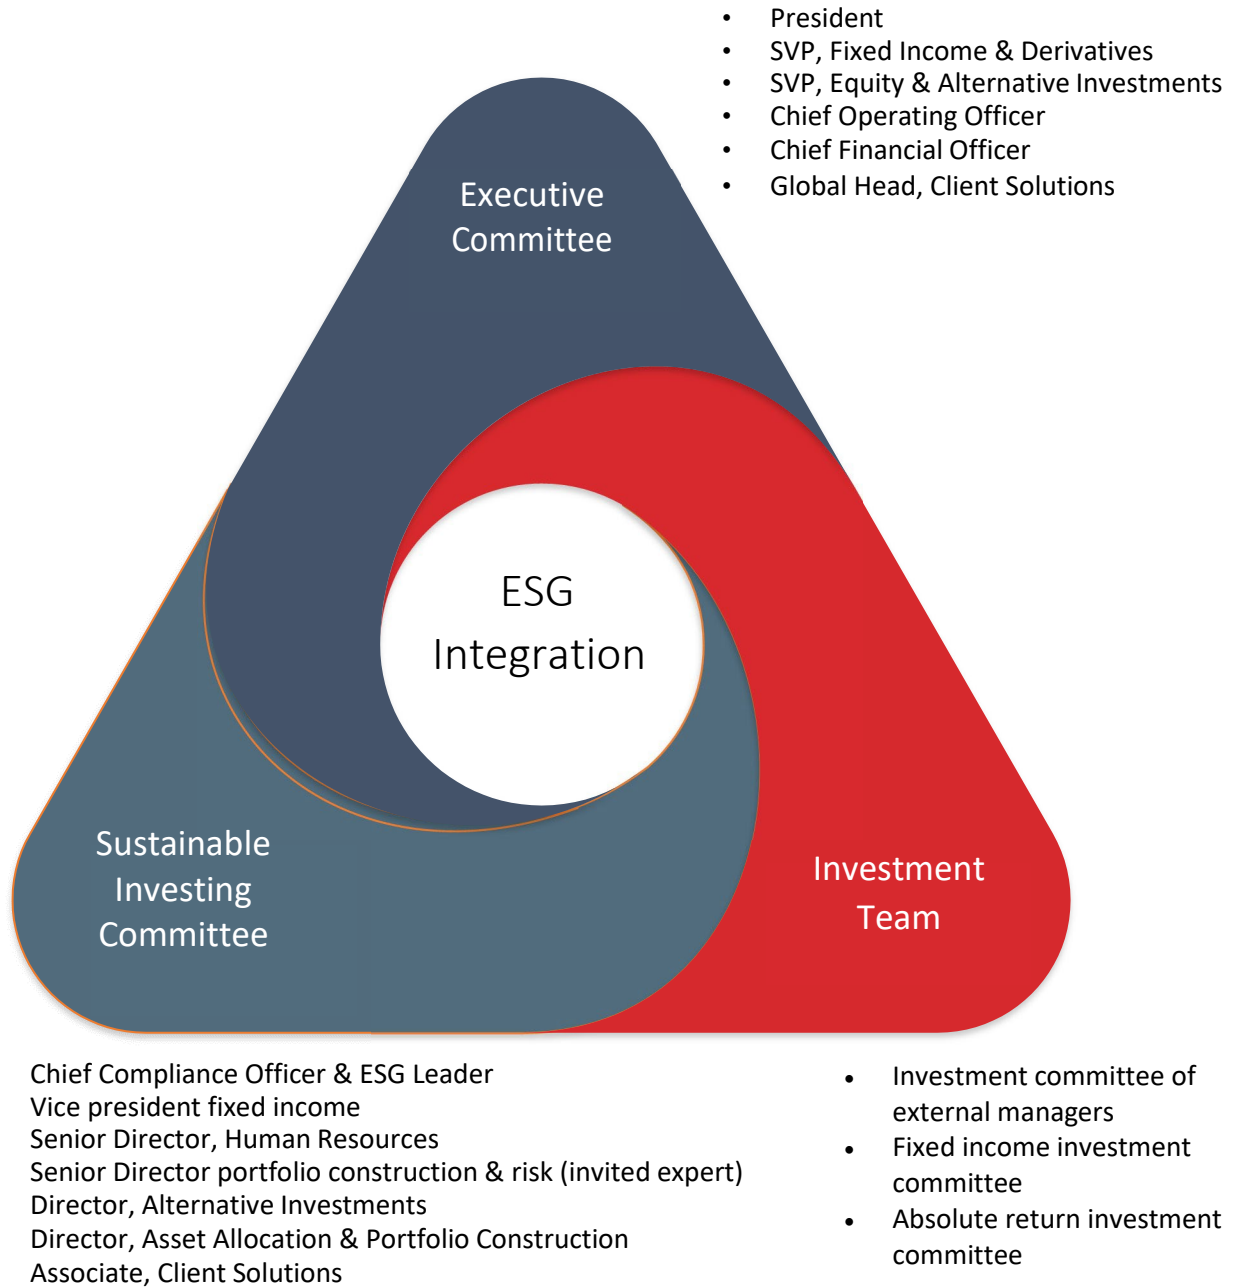 • President
• SVP, Fixed Income & Derivatives
• SVP, Equity & Alternative Investments
• Chief Operating Officer
• Chief Financial Officer
• Global Head, Client Solutions
Executive
Committee
ESG
Integration
Sustainable
Investing
Committee
Investment
Team
Chief Compliance Officer & ESG Leader
Vice president fixed income
Senior Director, Human Resources
Senior Director portfolio construction & risk (invited expert)
Director, Alternative Investments
Director, Asset Allocation & Portfolio Construction
Associate, Client Solutions
• Investment committee of
external managers
• Fixed income investment
committee
• Absolute return investment
committee